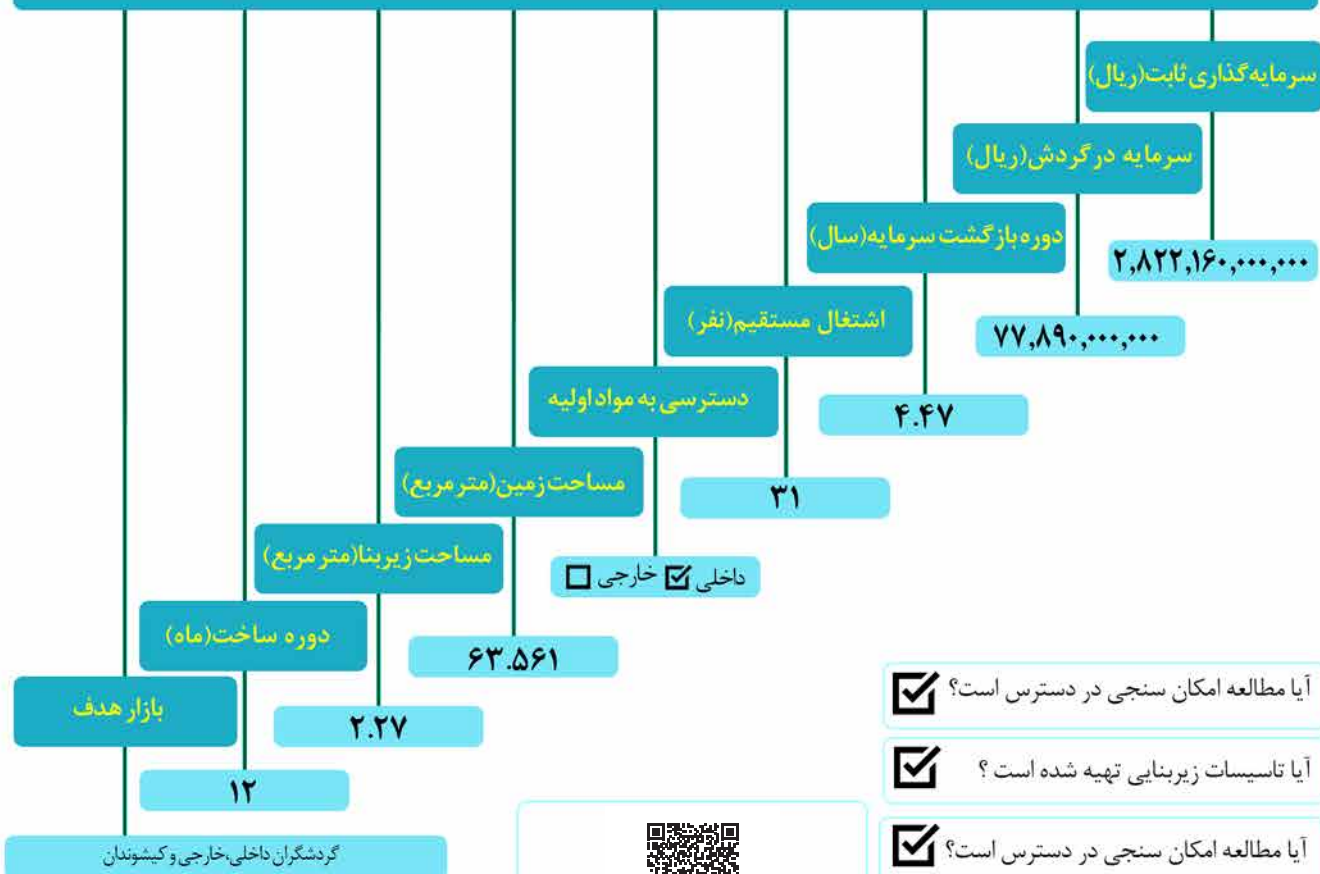 سرمایه‌گذاری ثابت(ریال)
۲,۸۲۲,۱۶۰,۰۰۰,۰۰۰
سرمایه در گردش(ریال)
۷۷,۸۹۰,۰۰۰,۰۰۰
دوره بازگشت سرمایه(سال)
۴.۴۷
اشتغال مستقیم(نفر)
۳۱
دسترسی به مواد اولیه
داخلی ☑ خارجی ☐
مساحت زمین(متر مربع)
۶۳.۵۶۱
مساحت زیربنا(متر مربع)
۲.۲۷
دوره ساخت(ماه)
۱۲
بازار هدف
گردشگران داخلی،خارجی و کیشوندان
آیا مطالعه امکان سنجی در دسترس است؟ ☑
آیا تاسیسات زیربنایی تهیه شده است ؟ ☑
آیا مطالعه امکان سنجی در دسترس است؟ ☑